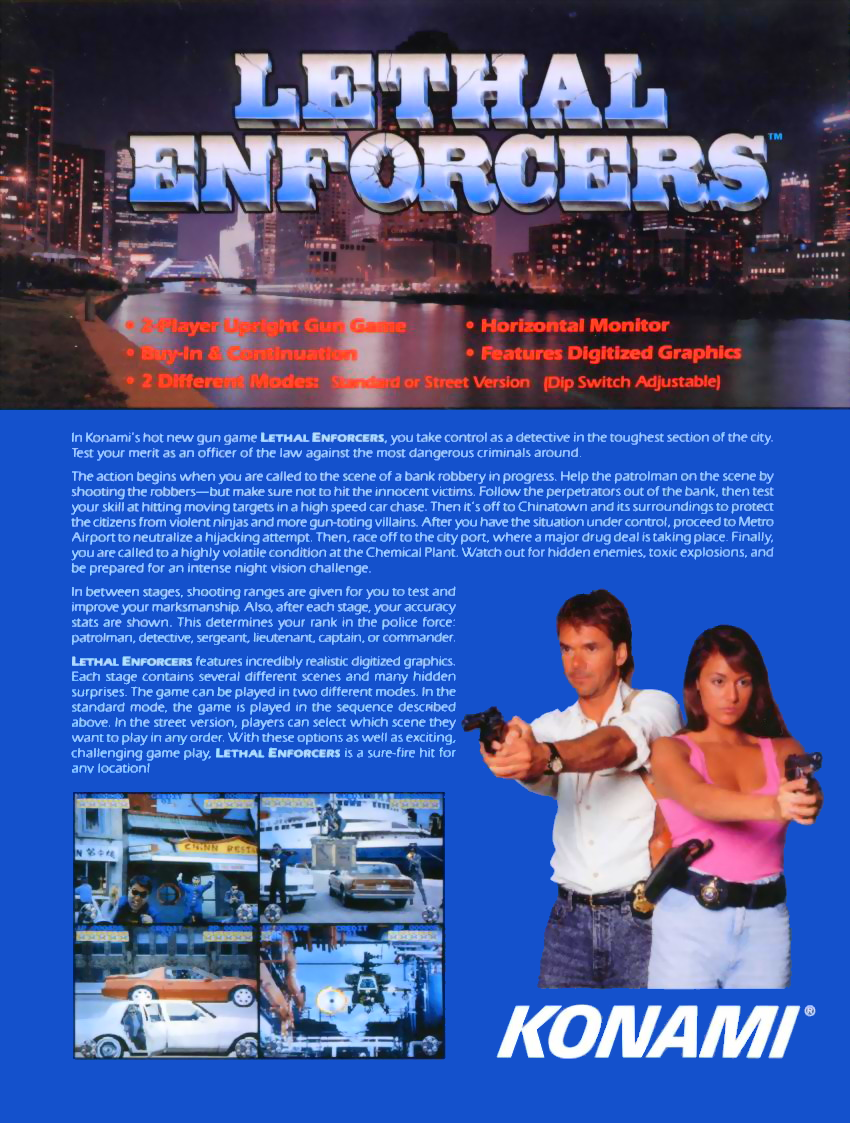 LETHAL
ENFORCERS™
• 2-Player Upright Gun Game
• Buy-In & Continuation
• 2 Different Modes: Standard or Street Version (Dip Switch Adjustable)
• Horizontal Monitor
• Features Digitized Graphics
In Konami's hot new gun game LETHAL ENFORCERS, you take control as a detective in the toughest section of the city.
Test your merit as an officer of the law against the most dangerous criminals around.
The action begins when you are called to the scene of a bank robbery in progress. Help the patrolman on the scene by
shooting the robbers—but make sure not to hit the innocent victims. Follow the perpetrators out of the bank, then test
your skill at hitting moving targets in a high speed car chase. Then it's off to Chinatown and its surroundings to protect
the citizens from violent ninjas and more gun-toting villains. After you have the situation under control, proceed to Metro
Airport to neutralize a hijacking attempt. Then, race off to the city port, where a major drug deal is taking place. Finally,
you are called to a highly volatile condition at the Chemical Plant. Watch out for hidden enemies, toxic explosions, and
be prepared for an intense night vision challenge.
In between stages, shooting ranges are given for you to test and
improve your marksmanship. Also, after each stage, your accuracy
stats are shown. This determines your rank in the police force:
patrolman, detective, sergeant, lieutenant, captain, or commander.
LETHAL ENFORCERS features incredibly realistic digitized graphics.
Each stage contains several different scenes and many hidden
surprises. The game can be played in two different modes. In the
standard mode, the game is played in the sequence described
above. In the street version, players can select which scene they
want to play in any order. With these options as well as exciting,
challenging game play, LETHAL ENFORCERS is a sure-fire hit for
any location!
KONAMI®